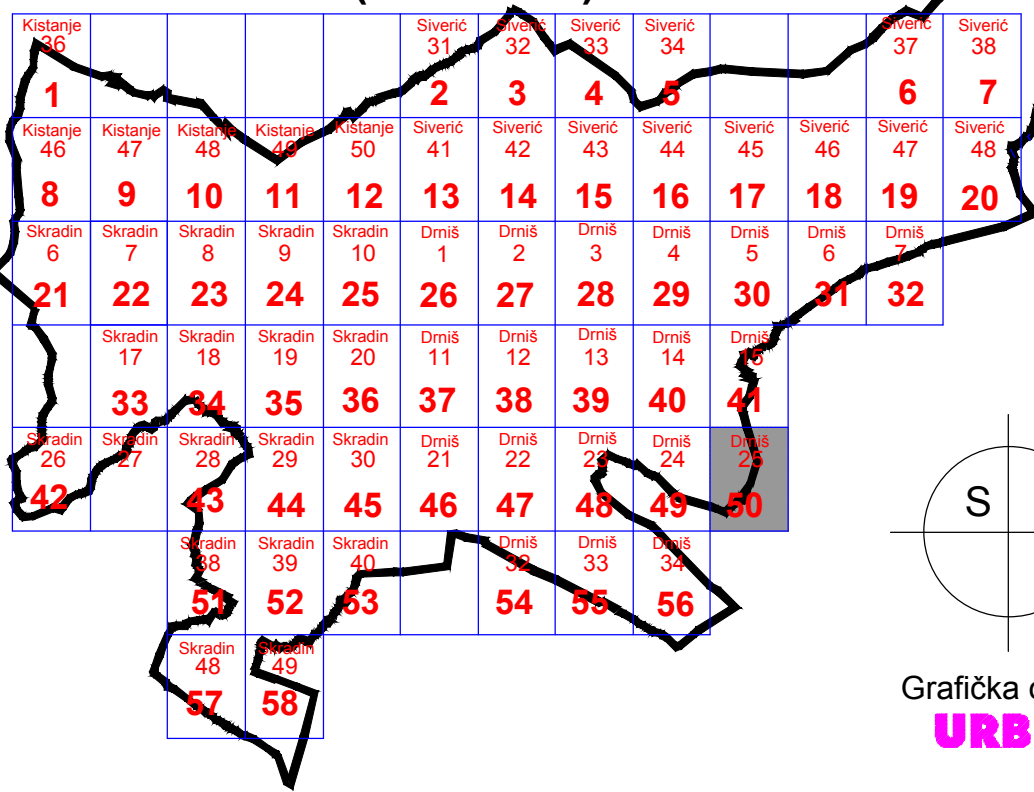 Kistanje Siverić Siverić Siverić Siverić Siverić Siverić
36 31 32 33 34 37 38
1 2 3 4 5 6 7
Kistanje Kistanje Kistanje Kistanje Kistanje Siverić Siverić Siverić Siverić Siverić Siverić Siverić Siverić
46 47 48 49 50 41 42 43 44 45 46 47 48
8 9 10 11 12 13 14 15 16 17 18 19 20
Skradin Skradin Skradin Skradin Skradin Drniš Drniš Drniš Drniš Drniš Drniš Drniš
6 7 8 9 10 1 2 3 4 5 6 7
21 22 23 24 25 26 27 28 29 30 31 32
Skradin Skradin Skradin Skradin Drniš Drniš Drniš Drniš Drniš
17 18 19 20 11 12 13 14 15
33 34 35 36 37 38 39 40 41
Skradin Skradin Skradin Skradin Skradin Drniš Drniš Drniš Drniš Drniš
26 27 28 29 30 21 22 23 24 25
42 43 44 45 46 47 48 49 50
Skradin Skradin Skradin Drniš Drniš Drniš
38 39 40 32 33 34
51 52 53 54 55 56
Skradin Skradin
48 49
57 58
S
Grafička
URB